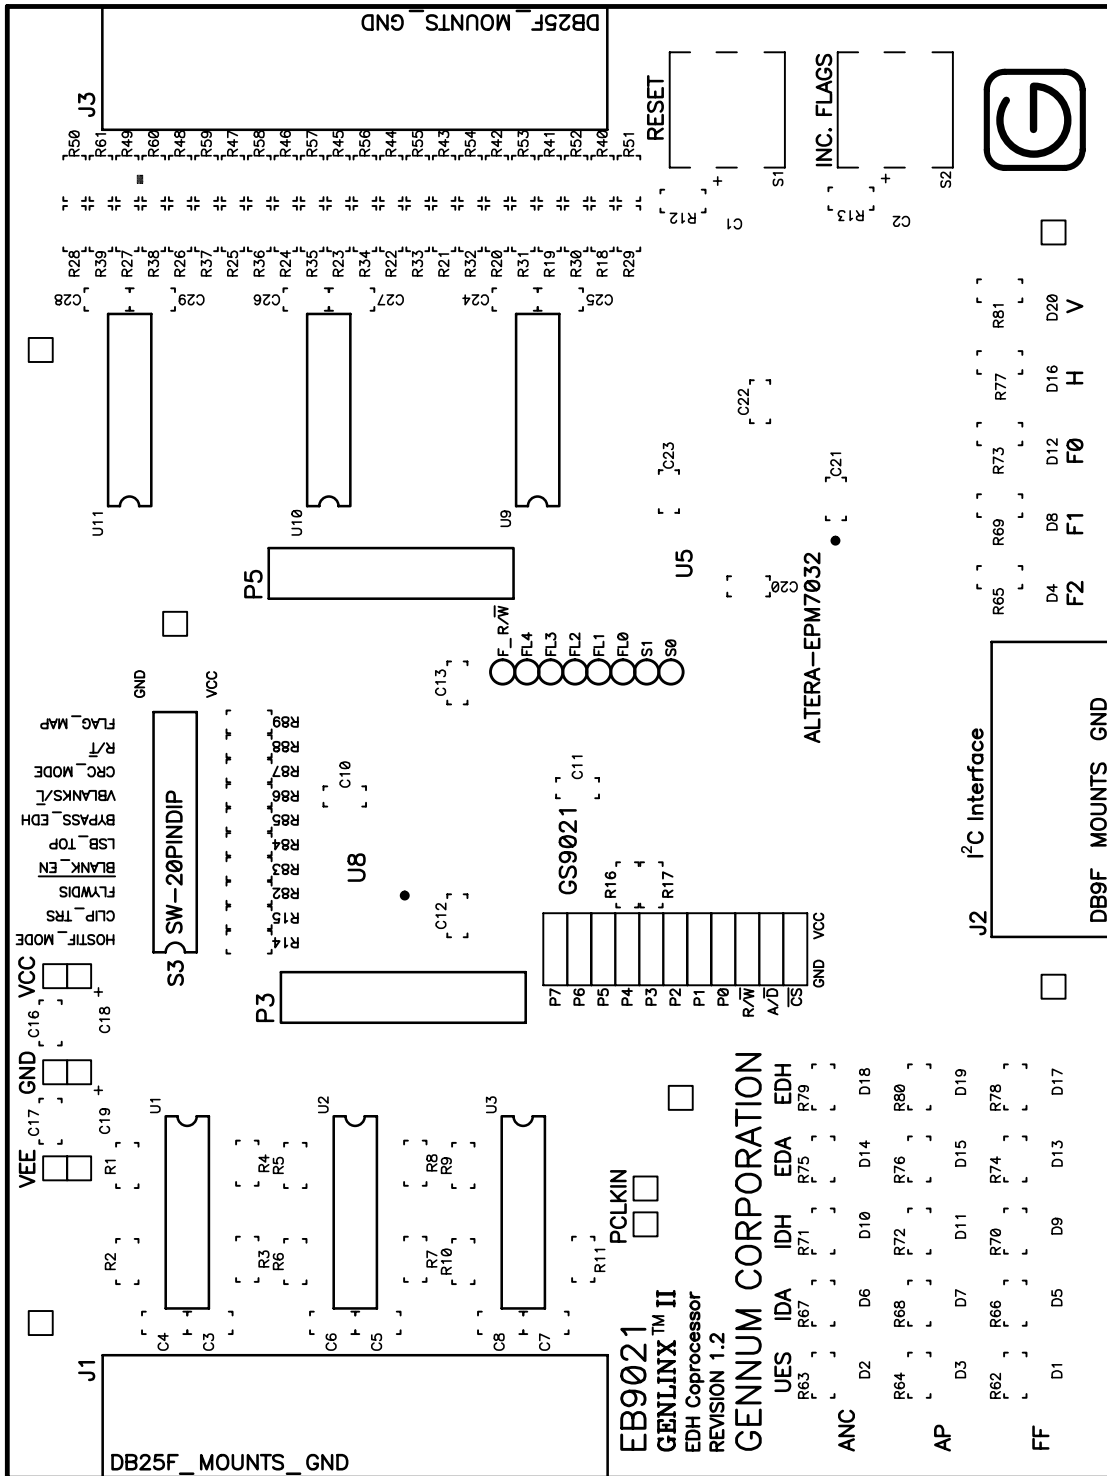 DB25F_MOUNTS_GND
J3
R50
R61
R49
R60
R48
R59
R47
R58
R46
R57
R45
R56
R44
R55
R43
R54
R42
R53
R41
R52
R40
R51
RESET
INC. FLAGS
S1
S2
R12
R13
+
C1
+
C2
R28
R39
R27
R38
R26
R37
R25
R36
R24
R35
R23
R34
R22
R33
R21
R32
R20
R31
R19
R30
R18
R29
C28
C29
C26
C27
C24
C25
U11
U10
U9
R81
D20
V
R77
D16
H
R73
D12
F0
R69
D8
F1
R65
D4
F2
C22
C23
C21
U5
C20
ALTERA-EPM7032
P5
F_R/W
FL4
FL3
FL2
FL1
FL0
S1
S0
C13
GND
VCC
FLAG_MAP
R/T
CRC_MODE
VBLANKS/L
BYPASS_EDH
LSB_TOP
BLANK_EN
FLYWDIS
CLIP_TRS
HOSTIF_MODE
SW-20PINDIP
S3
R89
R88
R87
R86
R85
R84
R83
R82
R15
R14
C10
U8
C11
GS9021
C12
R16
R17
P3
VCC
GND
P7
P6
P5
P4
P3
P2
P1
P0
R/W
A/D
CS
I2C Interface
J2
DB9F MOUNTS GND
VCC
C16
C18
+
GND
C17
C19
+
VEE
U1
U2
U3
R1
R4
R5
R8
R9
R2
R3
R6
R7
R10
R11
PCLKIN
C4
C3
C6
C5
C8
C7
J1
DB25F_MOUNTS_GND
EB9021
GENLINX™ II
EDH Coprocessor
REVISION 1.2
GENNUM CORPORATION
UES
IDA
IDH
EDA
EDH
R63
R67
R71
R75
R79
D2
D6
D10
D14
D18
ANC
R64
R68
R72
R76
R80
D3
D7
D11
D15
D19
AP
R62
R66
R70
R74
R78
D1
D5
D9
D13
D17
FF